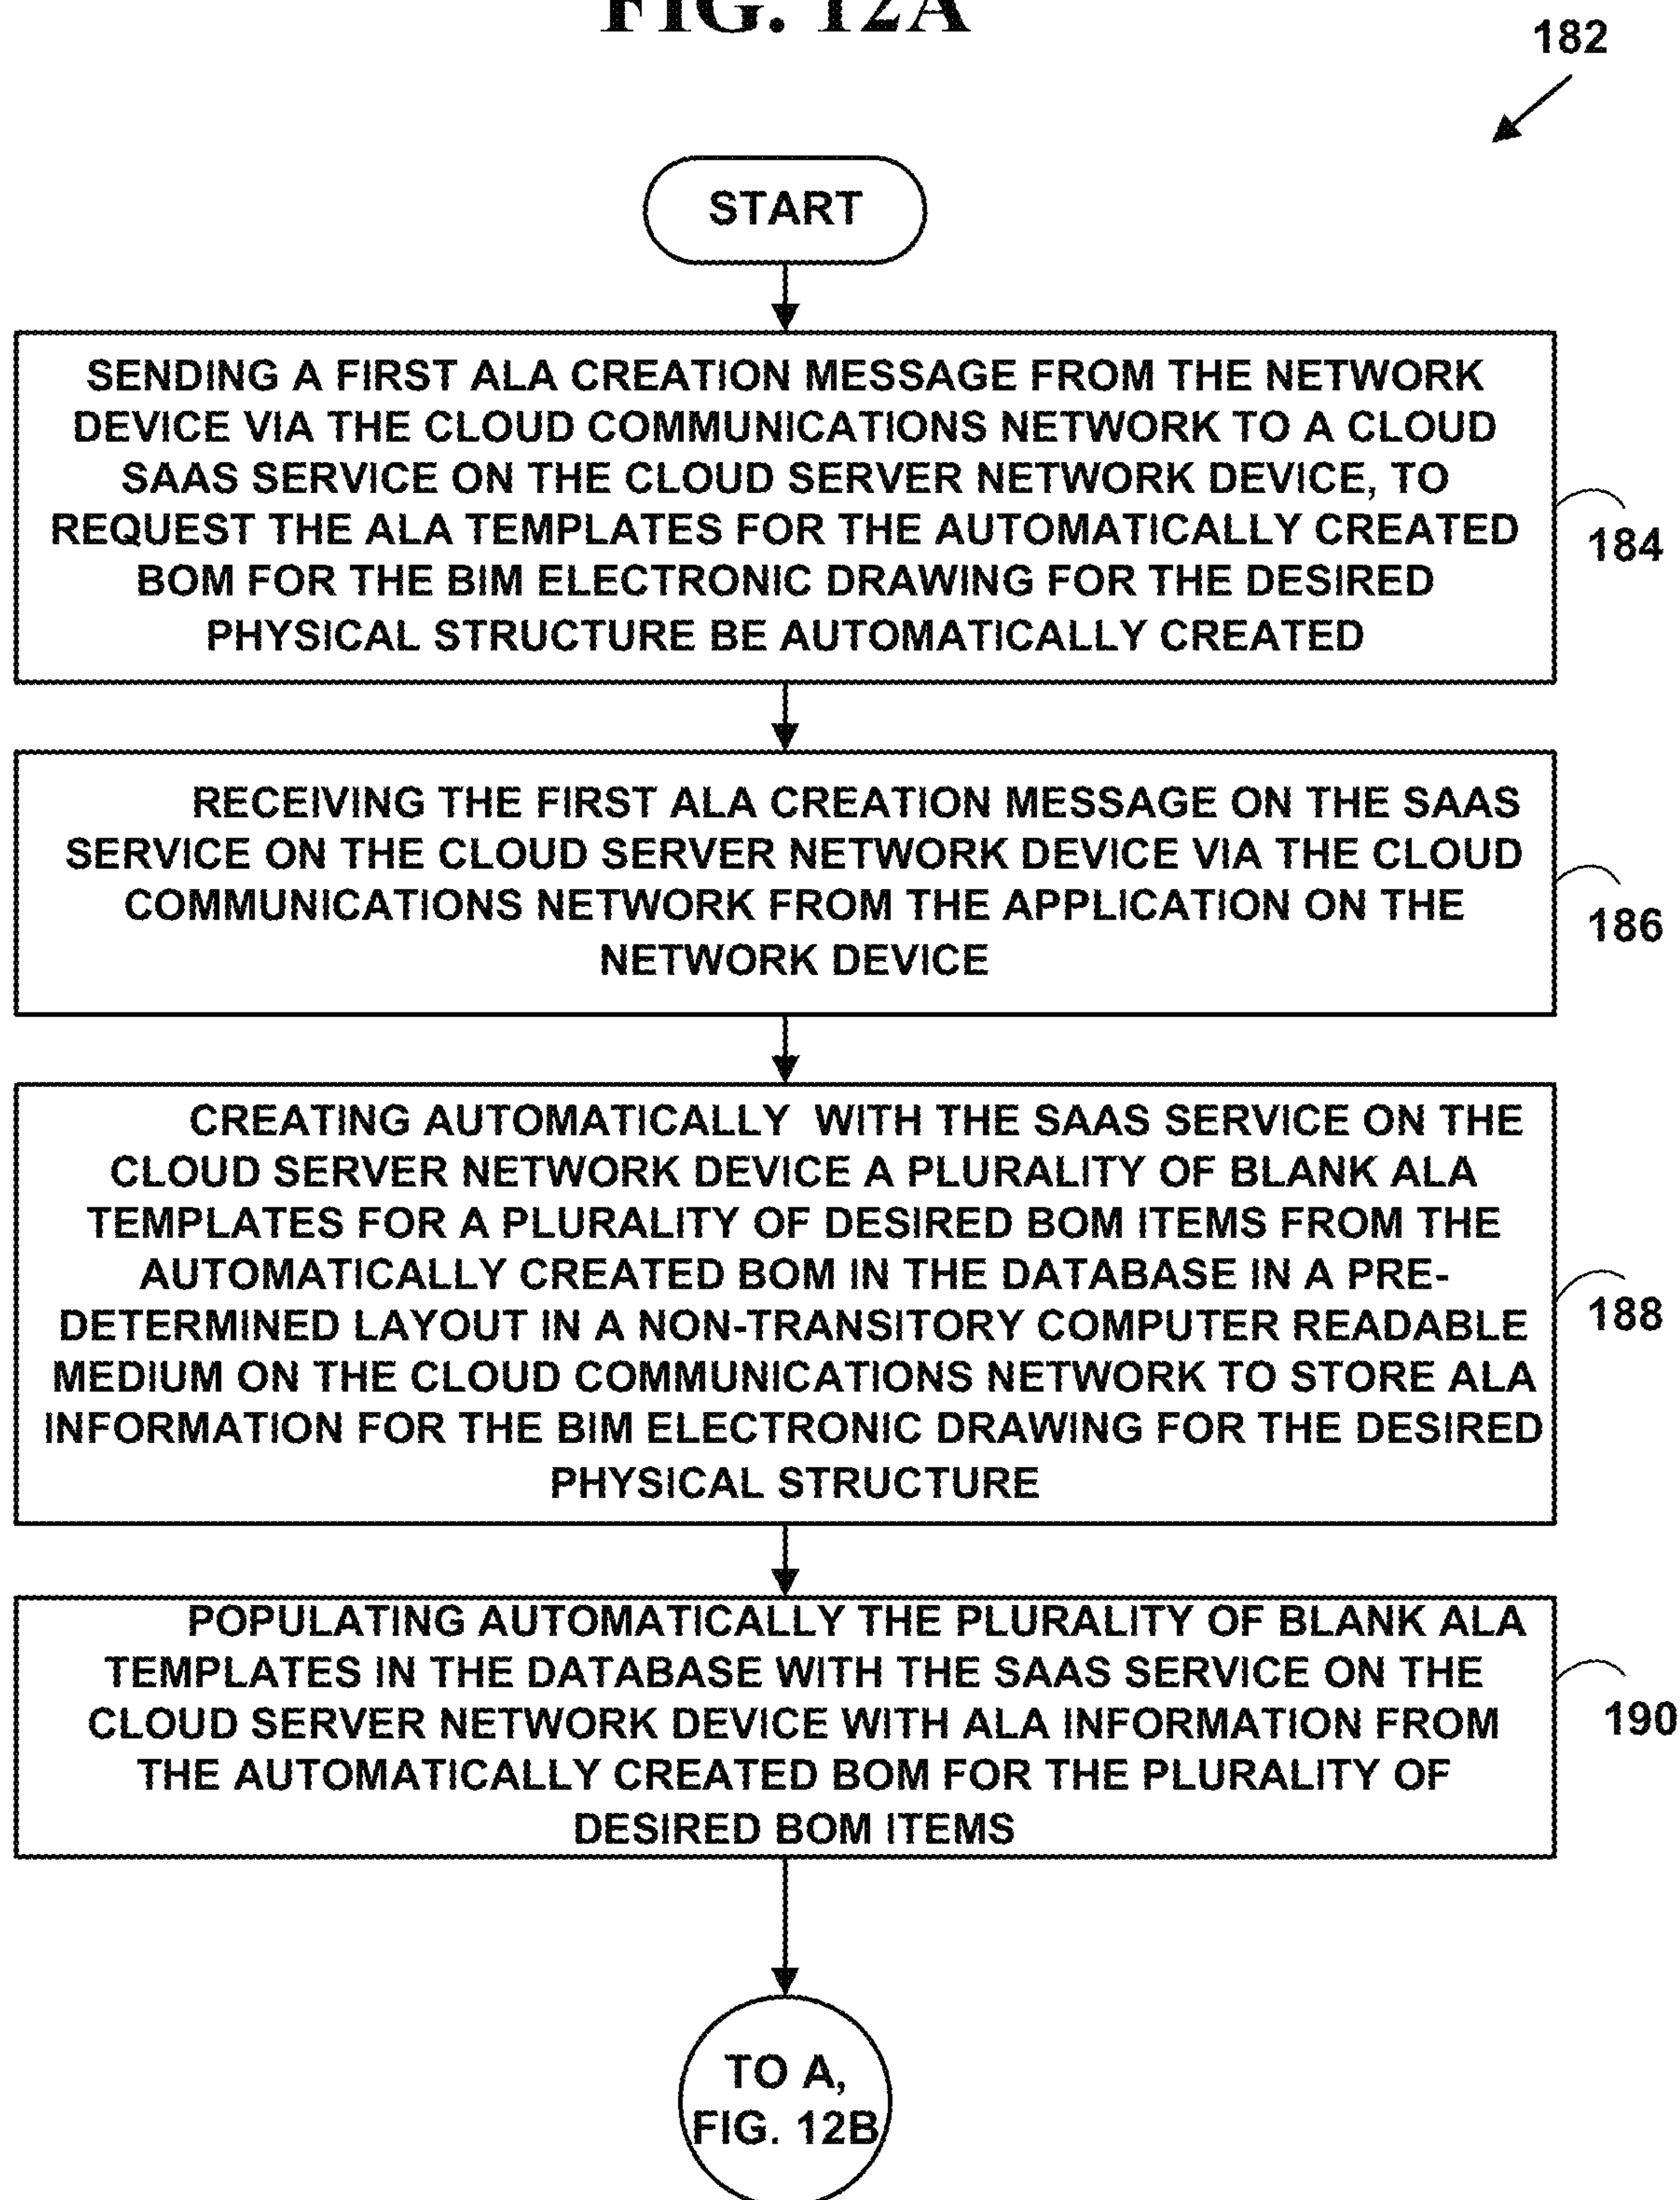 FIG. 12A
182
START
SENDING A FIRST ALA CREATION MESSAGE FROM THE NETWORK
DEVICE VIA THE CLOUD COMMUNICATIONS NETWORK TO A CLOUD
SAAS SERVICE ON THE CLOUD SERVER NETWORK DEVICE, TO
REQUEST THE ALA TEMPLATES FOR THE AUTOMATICALLY CREATED
BOM FOR THE BIM ELECTRONIC DRAWING FOR THE DESIRED
PHYSICAL STRUCTURE BE AUTOMATICALLY CREATED
184
RECEIVING THE FIRST ALA CREATION MESSAGE ON THE SAAS
SERVICE ON THE CLOUD SERVER NETWORK DEVICE VIA THE CLOUD
COMMUNICATIONS NETWORK FROM THE APPLICATION ON THE
NETWORK DEVICE
186
CREATING AUTOMATICALLY WITH THE SAAS SERVICE ON THE
CLOUD SERVER NETWORK DEVICE A PLURALITY OF BLANK ALA
TEMPLATES FOR A PLURALITY OF DESIRED BOM ITEMS FROM THE
AUTOMATICALLY CREATED BOM IN THE DATABASE IN A PRE-
DETERMINED LAYOUT IN A NON-TRANSITORY COMPUTER READABLE
MEDIUM ON THE CLOUD COMMUNICATIONS NETWORK TO STORE ALA
INFORMATION FOR THE BIM ELECTRONIC DRAWING FOR THE DESIRED
PHYSICAL STRUCTURE
188
POPULATING AUTOMATICALLY THE PLURALITY OF BLANK ALA
TEMPLATES IN THE DATABASE WITH THE SAAS SERVICE ON THE
CLOUD SERVER NETWORK DEVICE WITH ALA INFORMATION FROM
THE AUTOMATICALLY CREATED BOM FOR THE PLURALITY OF
DESIRED BOM ITEMS
190
TO A,
FIG. 12B